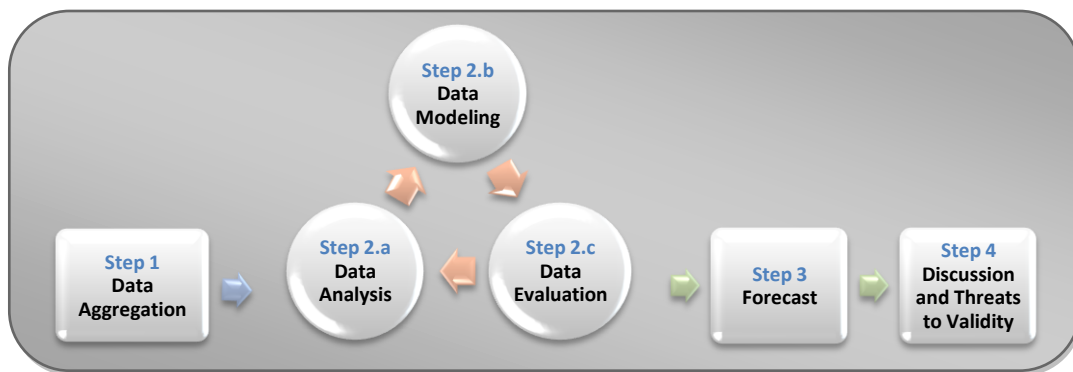 Step 1
Data
Aggregation
Step 2.a
Data
Analysis
Step 2.b
Data
Modeling
Step 2.c
Data
Evaluation
Step 3
Forecast
Step 4
Discussion
and Threats
to Validity